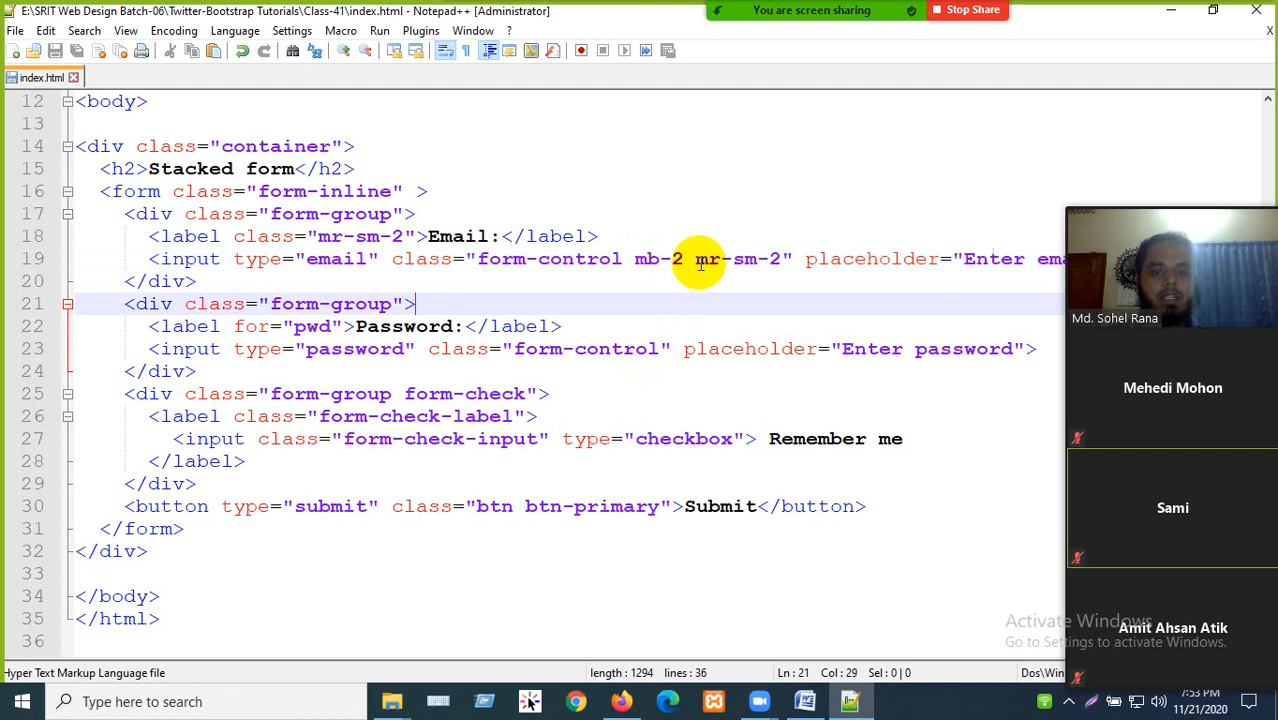 E:\SRIT Web Design Batch-06\Twitter-Bootstrap Tutorials\Class-41\index.html - Notepad++ [Administrator]
You are screen sharing
Stop Share
File Edit Search View Encoding Language Settings Macro Run Plugins Window ?
X
index.html
12 <body>
13
14 <div class="container">
15 <h2>Stacked form</h2>
16 <form class="form-inline" >
17 <div class="form-group">
18 <label class="mr-sm-2">Email:</label>
19 <input type="email" class="form-control mb-2 mr-sm-2" placeholder="Enter ema
20 </div>
21 <div class="form-group">
22 <label for="pwd">Password:</label>
23 <input type="password" class="form-control" placeholder="Enter password">
24 </div>
25 <div class="form-group form-check">
26 <label class="form-check-label">
27 <input class="form-check-input" type="checkbox"> Remember me
28 </label>
29 </div>
30 <button type="submit" class="btn btn-primary">Submit</button>
31 </form>
32 </div>
33
34 </body>
35 </html>
36
Md. Sohel Rana
Mehedi Mohon
Sami
Amit Ahsan Atik
Activate Windows
Go to Settings to activate Windows.
Hyper Text Markup Language file length : 1294 lines : 36 Ln : 21 Col : 29 Sel : 0 | 0 Dos\Win
Type here to search
7:53 PM
11/21/2020